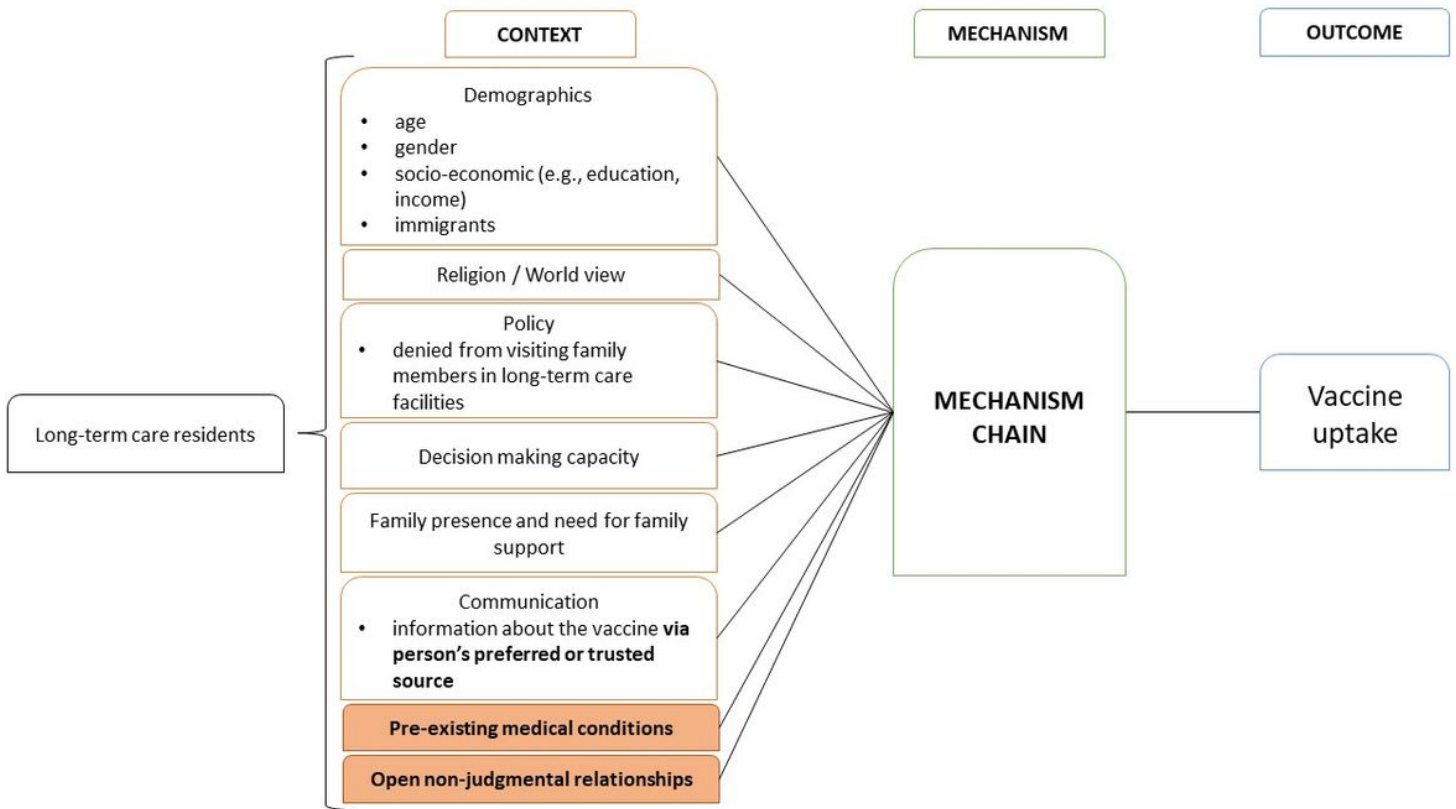 CONTEXT
MECHANISM
OUTCOME
Long-term care residents
Demographics
• age
• gender
• socio-economic (e.g., education,
income)
• immigrants
Religion / World view
Policy
• denied from visiting family
members in long-term care
facilities
Decision making capacity
Family presence and need for family
support
Communication
• information about the vaccine via
person's preferred or trusted
source
Pre-existing medical conditions
Open non-judgmental relationships
MECHANISM
CHAIN
Vaccine
uptake